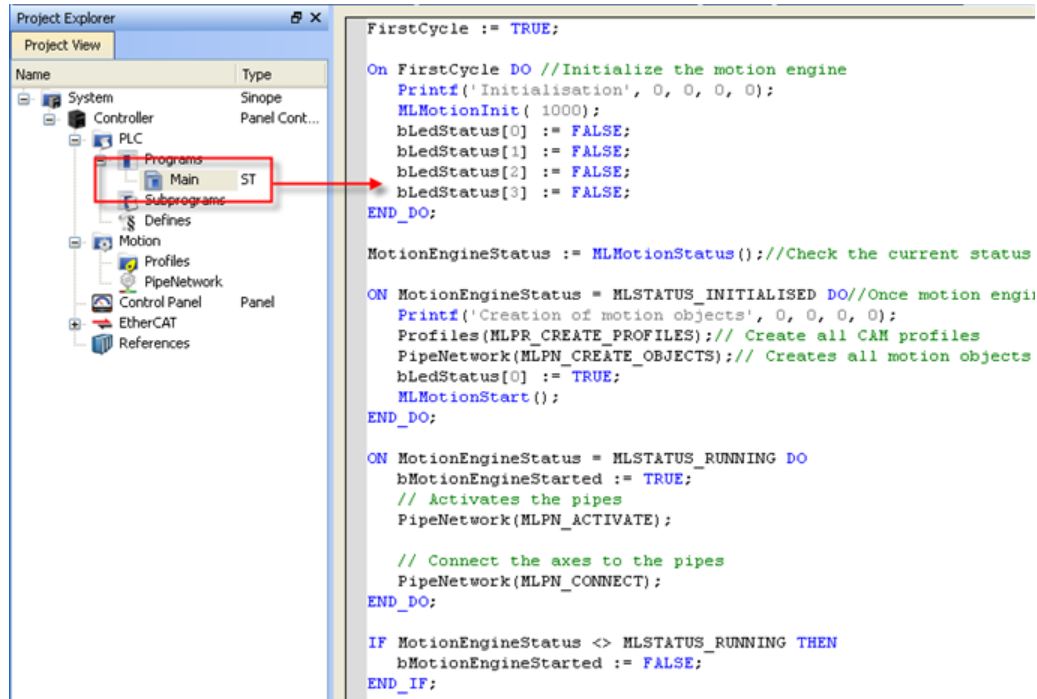 Project Explorer
Project View
Name Type
System Sinope
Controller Panel Cont...
PLC
Programs
Main ST
Subprograms
Defines
Motion
Profiles
PipeNetwork
Control Panel Panel
EtherCAT
References
FirstCycle := TRUE;
On FirstCycle DO //Initialize the motion engine
Printf('Initialisation', 0, 0, 0, 0);
MLMotionInit( 1000);
bLedStatus[0] := FALSE;
bLedStatus[1] := FALSE;
bLedStatus[2] := FALSE;
bLedStatus[3] := FALSE;
END_DO;
MotionEngineStatus := MLMotionStatus();//Check the current status
ON MotionEngineStatus = MLSTATUS_INITIALISED DO//Once motion engi
Printf('Creation of motion objects', 0, 0, 0, 0);
Profiles(MLPR_CREATE_PROFILES);// Create all CAM profiles
PipeNetwork(MLPN_CREATE_OBJECTS);// Creates all motion objects
bLedStatus[0] := TRUE;
MLMotionStart();
END_DO;
ON MotionEngineStatus = MLSTATUS_RUNNING DO
bMotionEngineStarted := TRUE;
// Activates the pipes
PipeNetwork(MLPN_ACTIVATE);
// Connect the axes to the pipes
PipeNetwork(MLPN_CONNECT);
END_DO;
IF MotionEngineStatus <> MLSTATUS_RUNNING THEN
bMotionEngineStarted := FALSE;
END_IF;